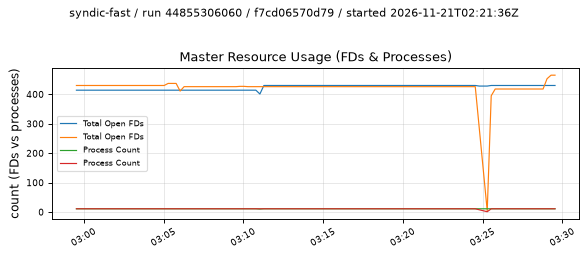 syndic-fast / run 44855306060 / f7cd06570d79 / started 2026-11-21T02:21:36Z
Master Resource Usage (FDs & Processes)
count (FDs vs processes)
400
300
200
100
0
Total Open FDs
Total Open FDs
Process Count
Process Count
03:00
03:05
03:10
03:15
03:20
03:25
03:30